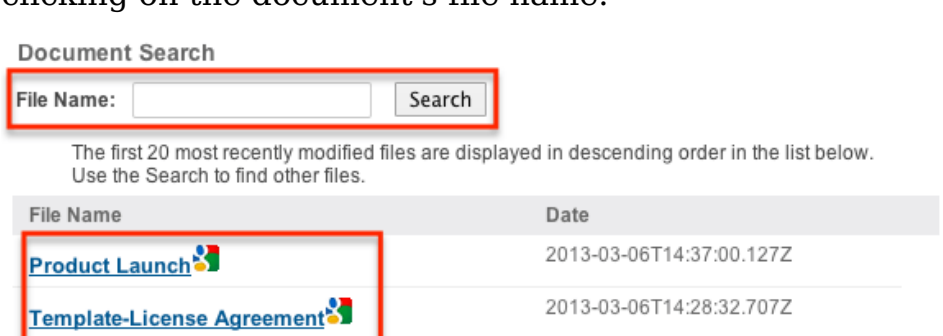 clicking on the document's file name.
Document Search
File Name: Search
The first 20 most recently modified files are displayed in descending order in the list below.
Use the Search to find other files.
File Name Date
Product Launch 2013-03-06T14:37:00.127Z
Template-License Agreement 2013-03-06T14:28:32.707Z